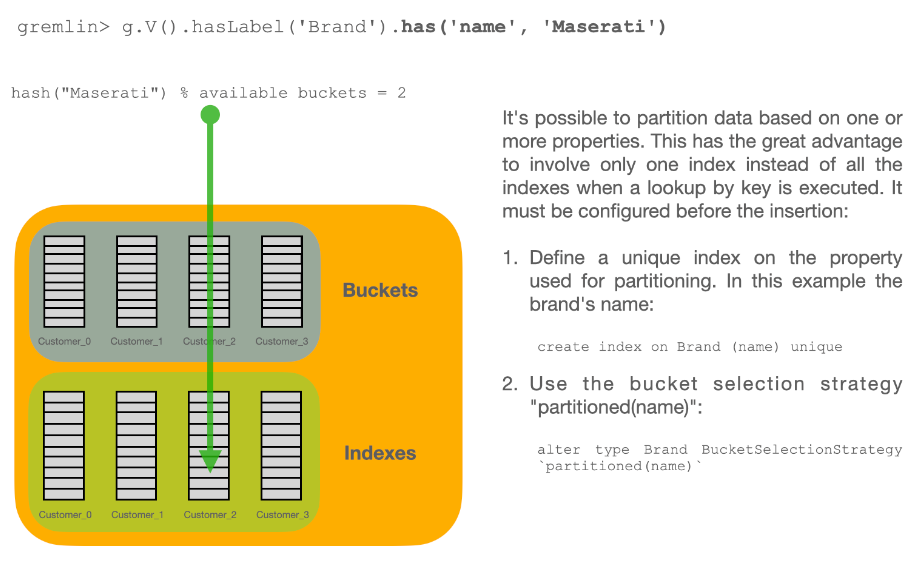 gremlin> g.V().hasLabel('Brand').has('name', 'Maserati')
hash("Maserati") % available buckets = 2
Buckets
Customer_0 Customer_1 Customer_2 Customer_3
Indexes
Customer_0 Customer_1 Customer_2 Customer_3
It's possible to partition data based on one or
more properties. This has the great advantage
to involve only one index instead of all the
indexes when a lookup by key is executed. It
must be configured before the insertion:
1. Define a unique index on the property
used for partitioning. In this example the
brand's name:
create index on Brand (name) unique
2. Use the bucket selection strategy
"partitioned(name)":
alter type Brand BucketSelectionStrategy
`partitioned(name)`